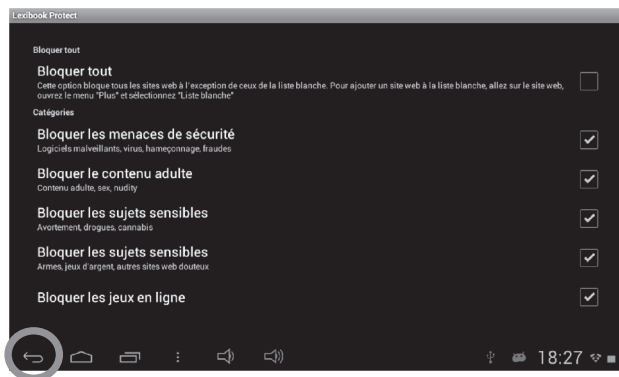 Lexibook Protect
Bloquer tout
Bloquer tout
Cette option bloque tous les sites web à l'exception de ceux de la liste blanche. Pour ajouter un site web à la liste blanche, allez sur le site web,
ouvrez le menu "Plus" et sélectionnez "Liste blanche"
Catégories
Bloquer les menaces de sécurité
Logiciels malveillants, virus, hameçonnage, fraudes
Bloquer le contenu adulte
Contenu adulte, sex, nudity
Bloquer les sujets sensibles
Avortement, drogues, cannabis
Bloquer les sujets sensibles
Armes, jeux d'argent, autres sites web douteux
Bloquer les jeux en ligne
18:27